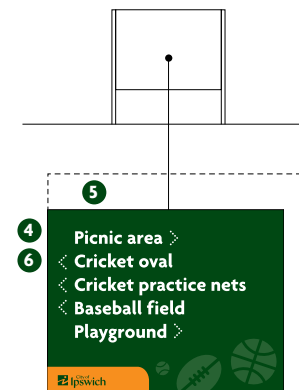 5
4 Picnic area
6 Cricket oval
Cricket practice nets
Baseball field
Playground
City of
Ipswich